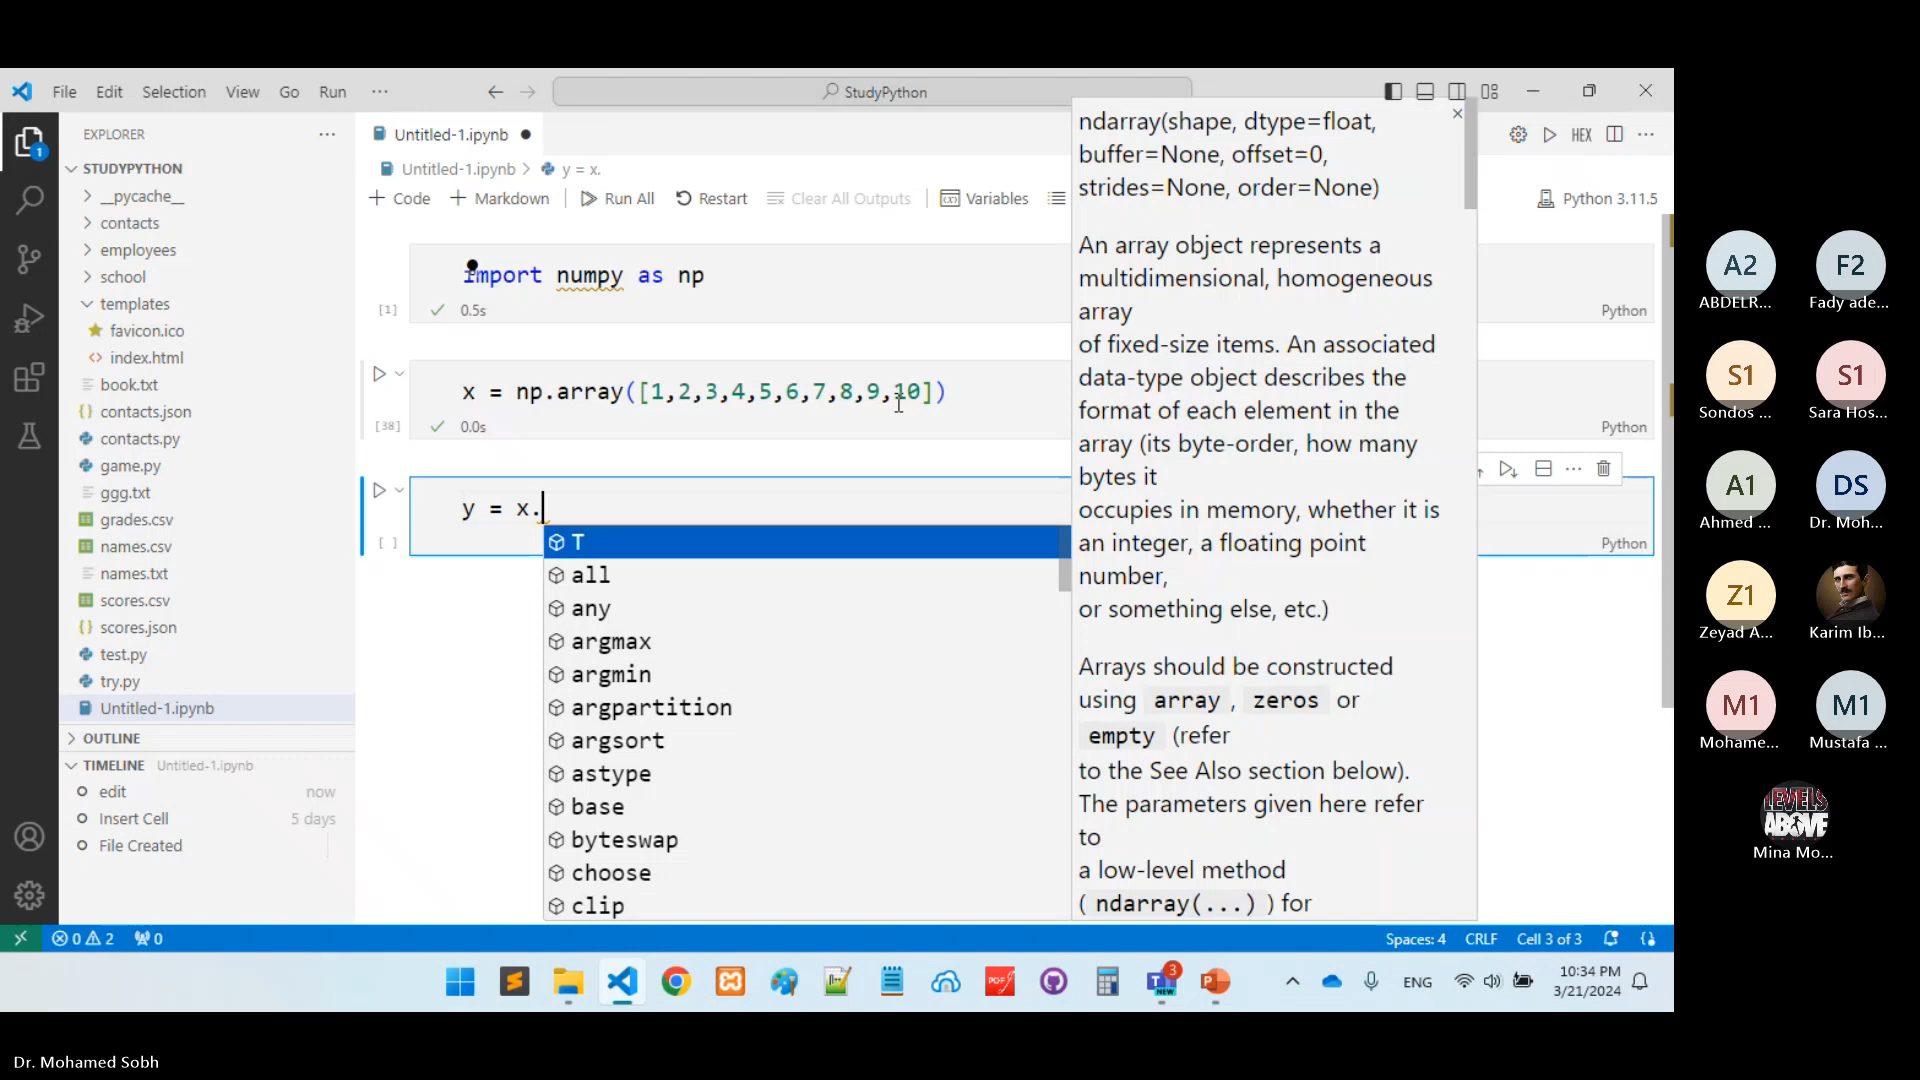 File Edit Selection View Go Run ··· StudyPython
EXPLORER ···
STUDYPYTHON
__pycache__
contacts
employees
school
templates
favicon.ico
index.html
book.txt
contacts.json
contacts.py
game.py
ggg.txt
grades.csv
names.csv
names.txt
scores.csv
scores.json
test.py
try.py
Untitled-1.ipynb
OUTLINE
TIMELINE Untitled-1.ipynb
edit now
Insert Cell 5 days
File Created
1
Untitled-1.ipynb
Untitled-1.ipynb > y = x.
+ Code + Markdown Run All Restart Clear All Outputs Variables
HEX ···
Python 3.11.5
import numpy as np
[1] 0.5s Python
x = np.array([1,2,3,4,5,6,7,8,9,10])
[38] 0.0s Python
y = x.
[ ] Python
T
all
any
argmax
argmin
argpartition
argsort
astype
base
byteswap
choose
clip
ndarray(shape, dtype=float,
buffer=None, offset=0,
strides=None, order=None)
An array object represents a
multidimensional, homogeneous
array
of fixed-size items. An associated
data-type object describes the
format of each element in the
array (its byte-order, how many
bytes it
occupies in memory, whether it is
an integer, a floating point
number,
or something else, etc.)
Arrays should be constructed
using array, zeros or
empty (refer
to the See Also section below).
The parameters given here refer
to
a low-level method
(ndarray(...)) for
0 2 0
Spaces: 4 CRLF Cell 3 of 3
3
NEW
ENG
10:34 PM
3/21/2024
A2 F2
ABDELR... Fady ade...
S1 S1
Sondos ... Sara Hos...
A1 DS
Ahmed ... Dr. Moh...
Z1
Zeyad A... Karim Ib...
M1 M1
Mohame... Mustafa ...
LEVELS
ABOVE
Mina Mo...
Dr. Mohamed Sobh